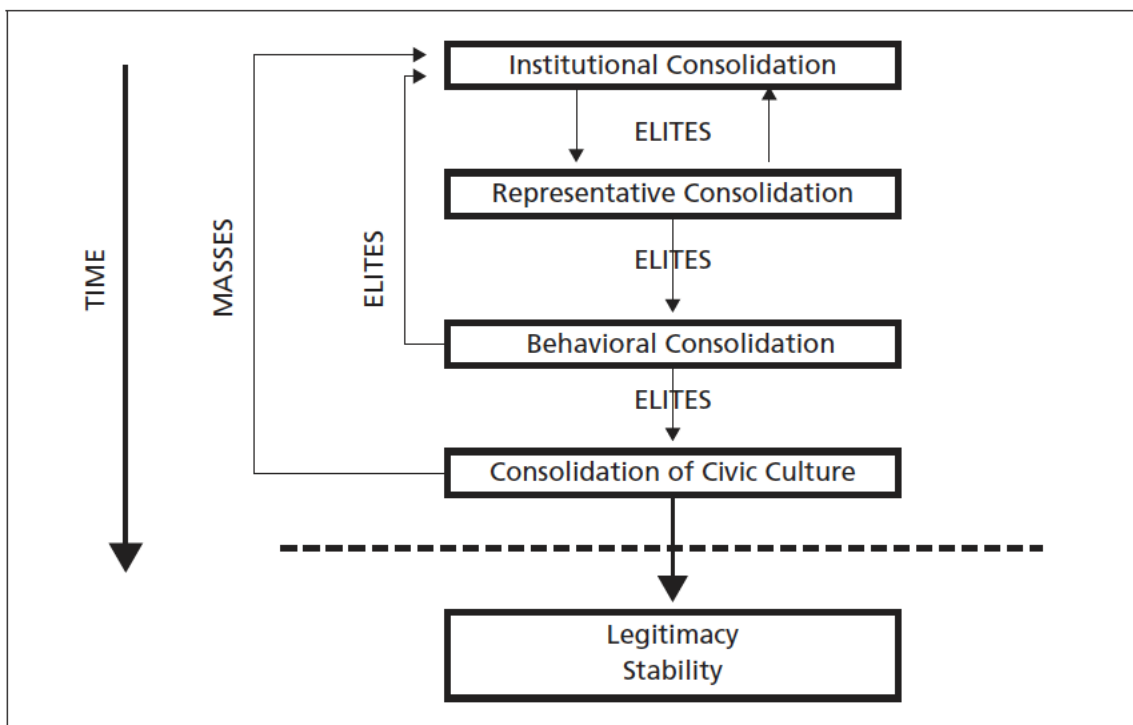 Institutional Consolidation
ELITES
Representative Consolidation
TIME
MASSES
ELITES
ELITES
Behavioral Consolidation
ELITES
Consolidation of Civic Culture
Legitimacy
Stability